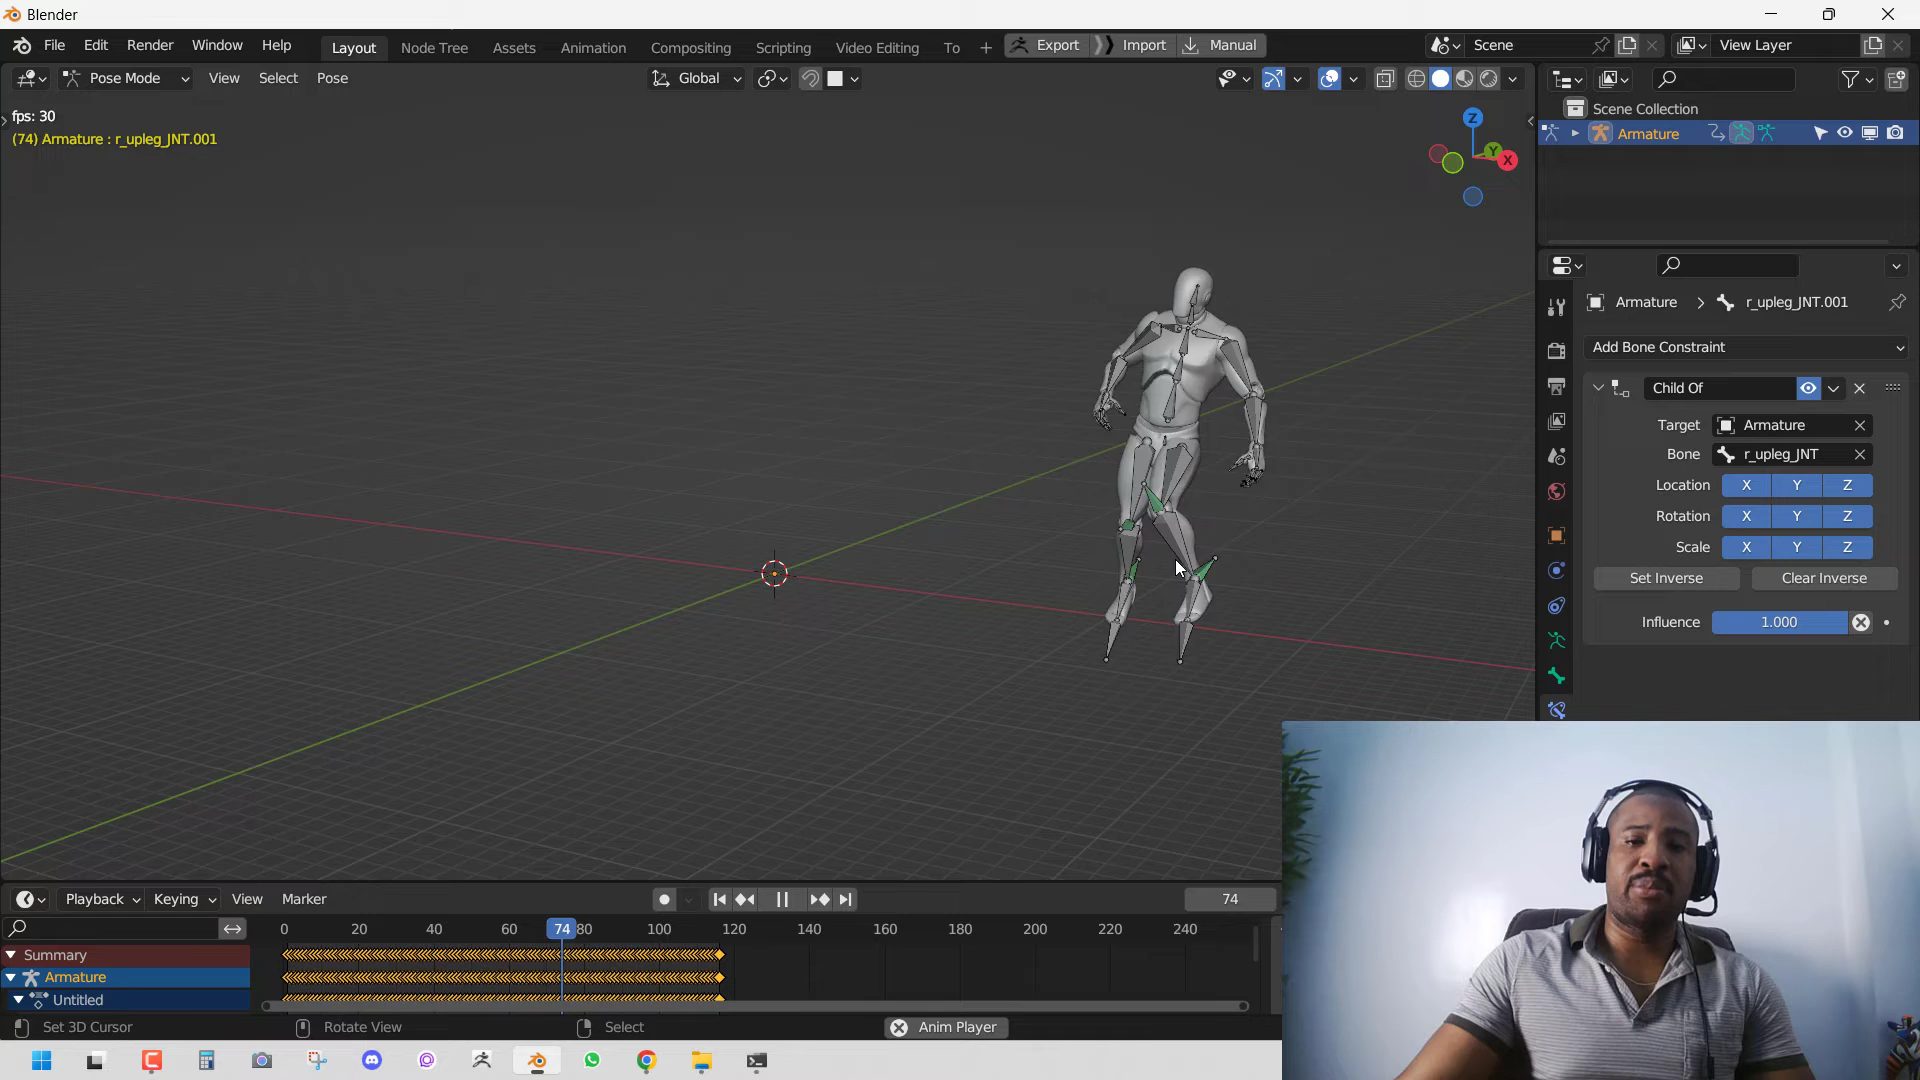 Blender
File Edit Render Window Help Layout Node Tree Assets Animation Compositing Scripting Video Editing To Export Import Manual Scene View Layer
Pose Mode View Select Pose Global
fps: 30
(74) Armature : r_upleg_JNT.001
Z
Y
X
Scene Collection
Armature
Armature > r_upleg_JNT.001
Add Bone Constraint
Child Of
Target Armature
Bone r_upleg_JNT
Location X Y Z
Rotation X Y Z
Scale X Y Z
Set Inverse Clear Inverse
Influence 1.000
Playback Keying View Marker 74
0 20 40 60 74 80 100 120 140 160 180 200 220 240
Summary
Armature
Untitled
Set 3D Cursor Rotate View Select Anim Player